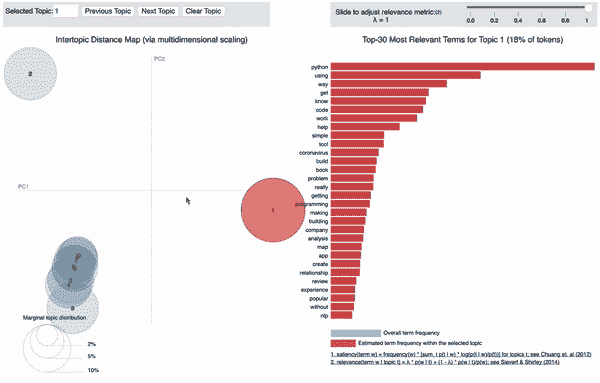 Selected Topic: 1 Previous Topic Next Topic Clear Topic
Slide to adjust relevance metric:(2)
λ = 1
0.0 0.2 0.4 0.6 0.8 1.0
Intertopic Distance Map (via multidimensional scaling)
PC2
PC1
2
1
Marginal topic distribution
2%
5%
10%
Top-30 Most Relevant Terms for Topic 1 (18% of tokens)
python
using
way
get
know
code
work
help
simple
tool
coronavirus
build
book
problem
really
getting
programming
making
building
company
analysis
map
app
create
relationship
review
experience
popular
without
nlp
Overall term frequency
Estimated term frequency within the selected topic
1. saliency(term w) = frequency(w) * [sum_t p(t | w) * log(p(t | w)/p(t))] for topics t; see Chuang et. al (2012)
2. relevance(term w | topic t) = λ * p(w | t) + (1 - λ) * p(w | t)/p(w); see Sievert & Shirley (2014)